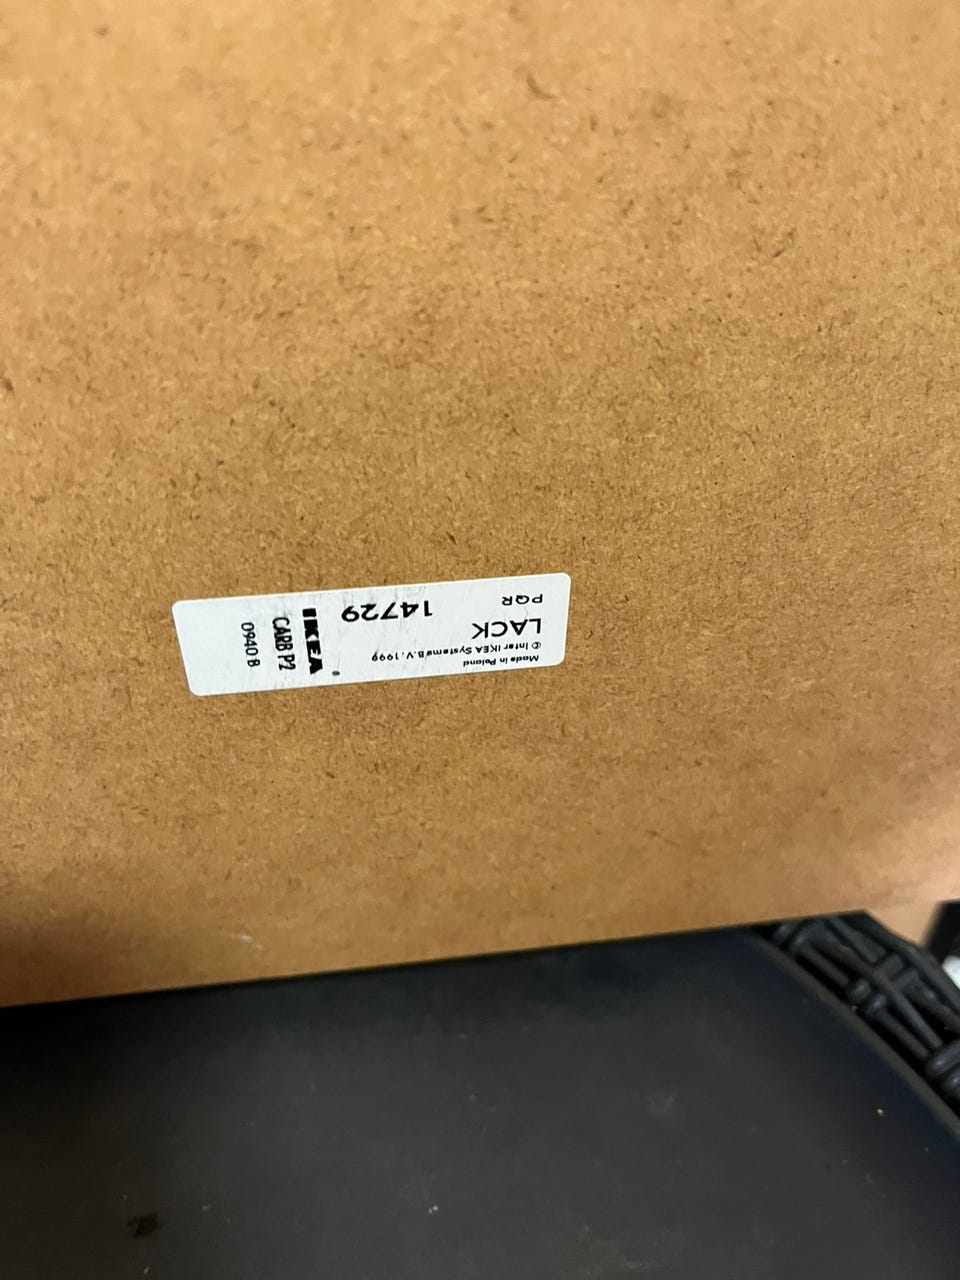 Made in Poland
© Inter IKEA Systems B.V. 1999
LACK
PQR
14729
IKEA®
CARB P2
0940 B